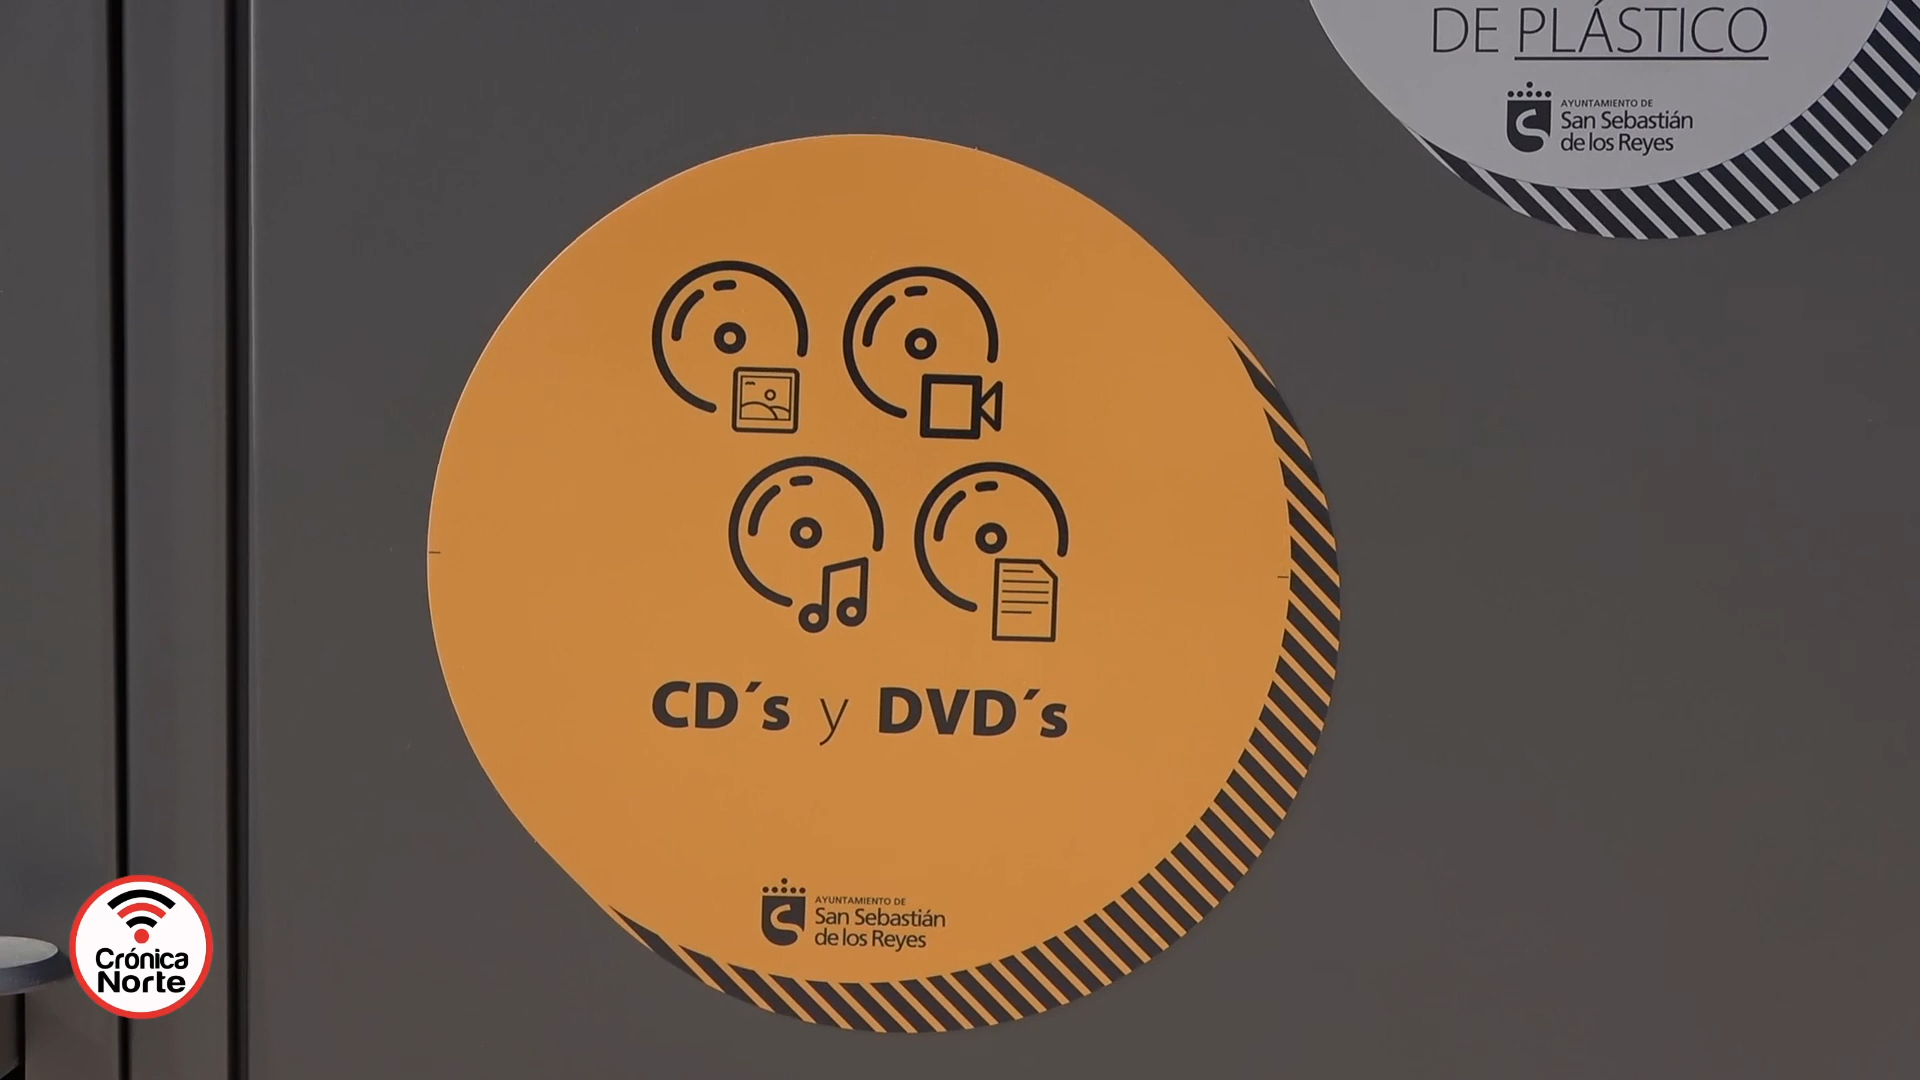 DE PLÁSTICO
AYUNTAMIENTO DE
San Sebastián
de los Reyes
CD´s y DVD´s
AYUNTAMIENTO DE
San Sebastián
de los Reyes
Crónica
Norte